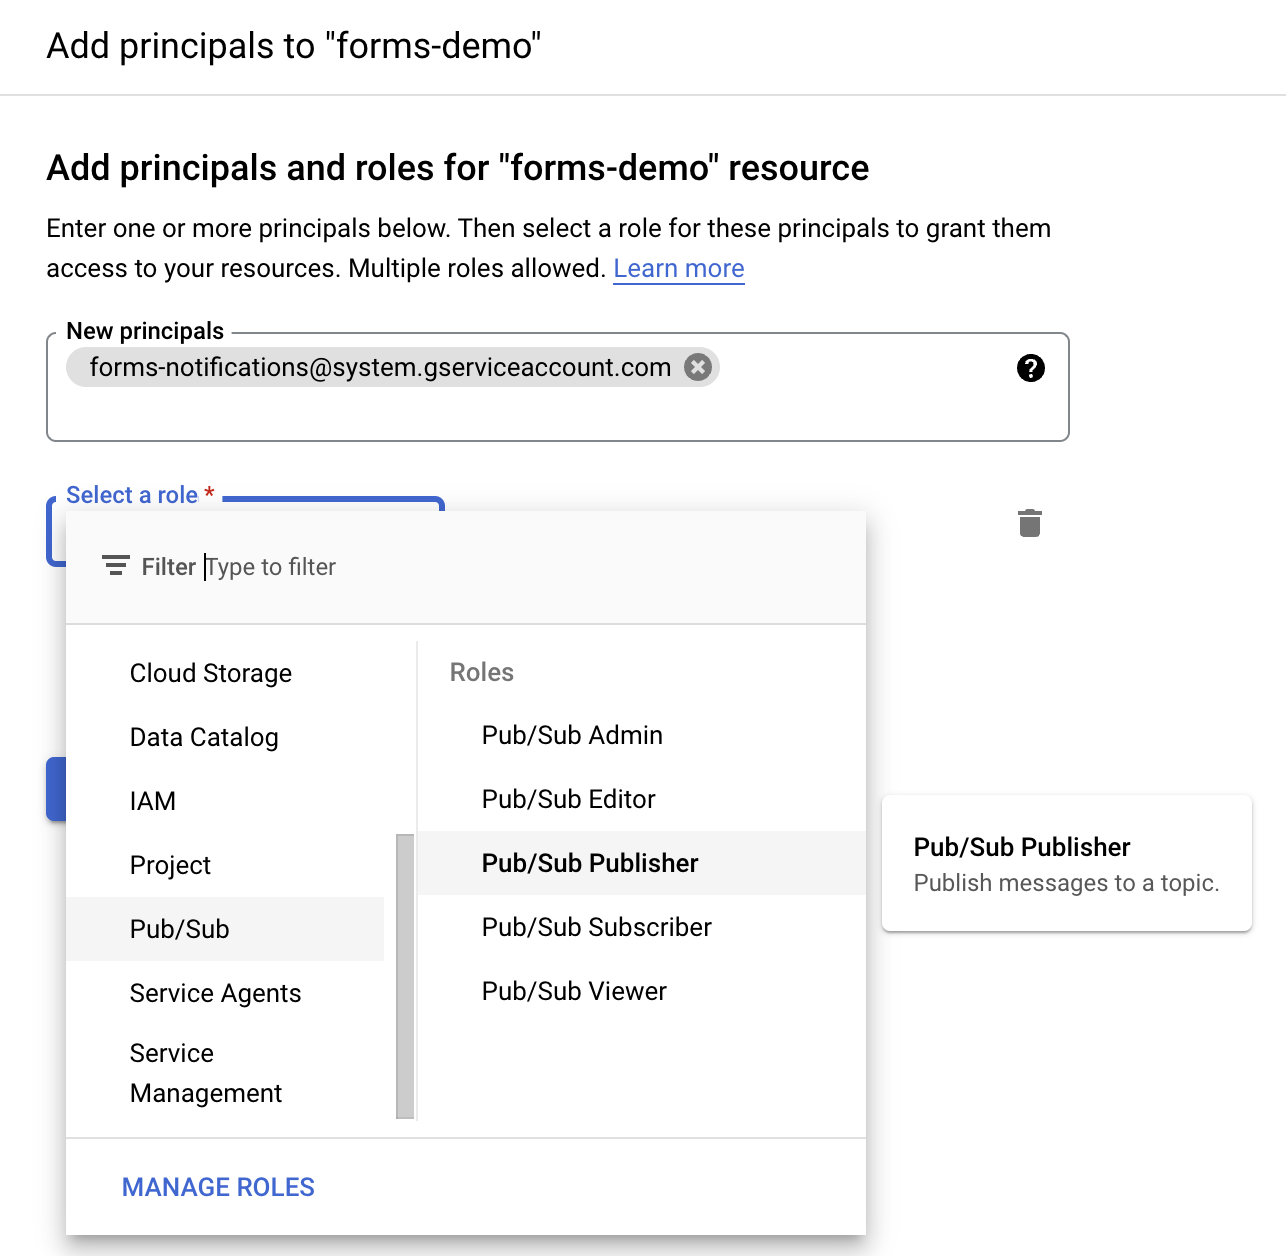 Add principals to "forms-demo"
Add principals and roles for "forms-demo" resource
Enter one or more principals below. Then select a role for these principals to grant them
access to your resources. Multiple roles allowed. Learn more
New principals
forms-notifications@system.gserviceaccount.com
Select a role *
Filter Type to filter
Cloud Storage
Data Catalog
IAM
Project
Pub/Sub
Service Agents
Service
Management
Roles
Pub/Sub Admin
Pub/Sub Editor
Pub/Sub Publisher
Pub/Sub Subscriber
Pub/Sub Viewer
Pub/Sub Publisher
Publish messages to a topic.
MANAGE ROLES